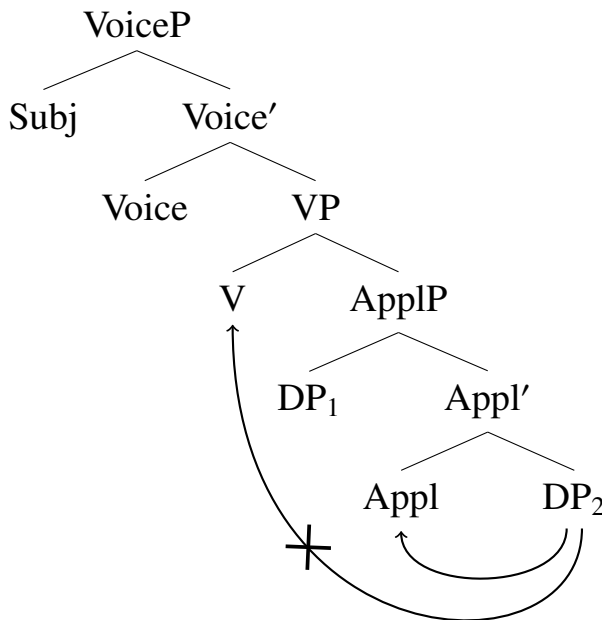 VoiceP
Subj Voice′
Voice VP
V ApplP
DP₁ Appl′
Appl DP₂